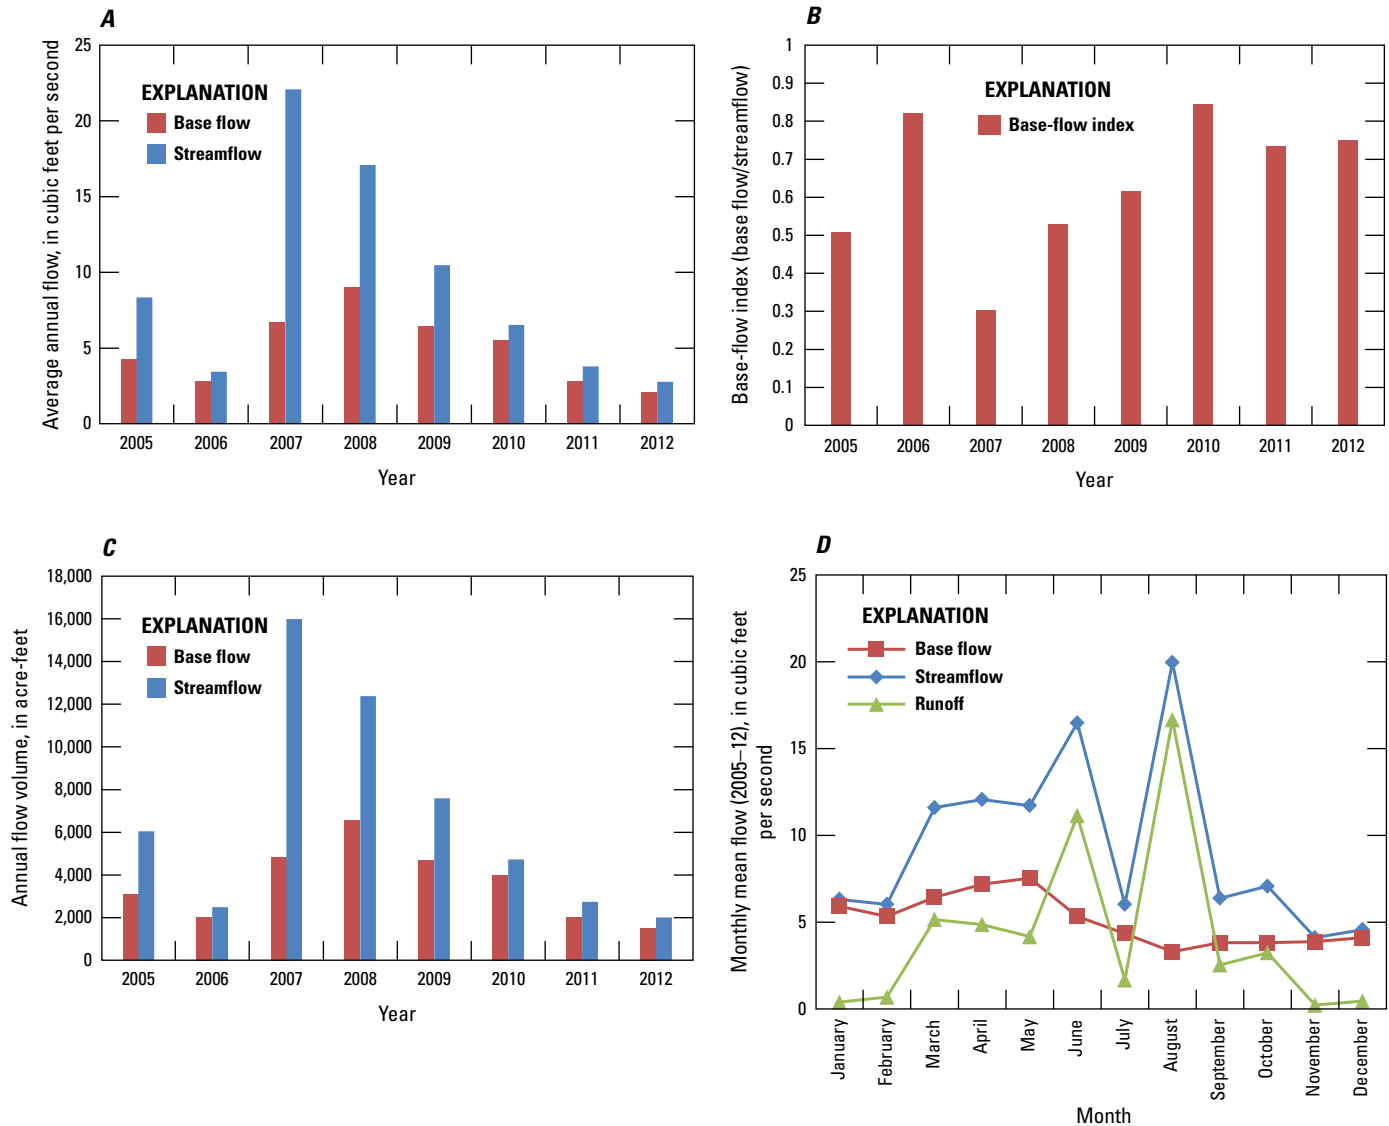 A
Average annual flow, in cubic feet per second
25
20
15
10
5
0
EXPLANATION
Base flow
Streamflow
2005 2006 2007 2008 2009 2010 2011 2012
Year
B
Base-flow index (base flow/streamflow)
1
0.9
0.8
0.7
0.6
0.5
0.4
0.3
0.2
0.1
0
EXPLANATION
Base-flow index
2005 2006 2007 2008 2009 2010 2011 2012
Year
C
Annual flow volume, in acre-feet
18,000
16,000
14,000
12,000
10,000
8,000
6,000
4,000
2,000
0
EXPLANATION
Base flow
Streamflow
2005 2006 2007 2008 2009 2010 2011 2012
Year
D
Monthly mean flow (2005–12), in cubic feet
per second
25
20
15
10
5
0
EXPLANATION
Base flow
Streamflow
Runoff
January
February
March
April
May
June
July
August
September
October
November
December
Month